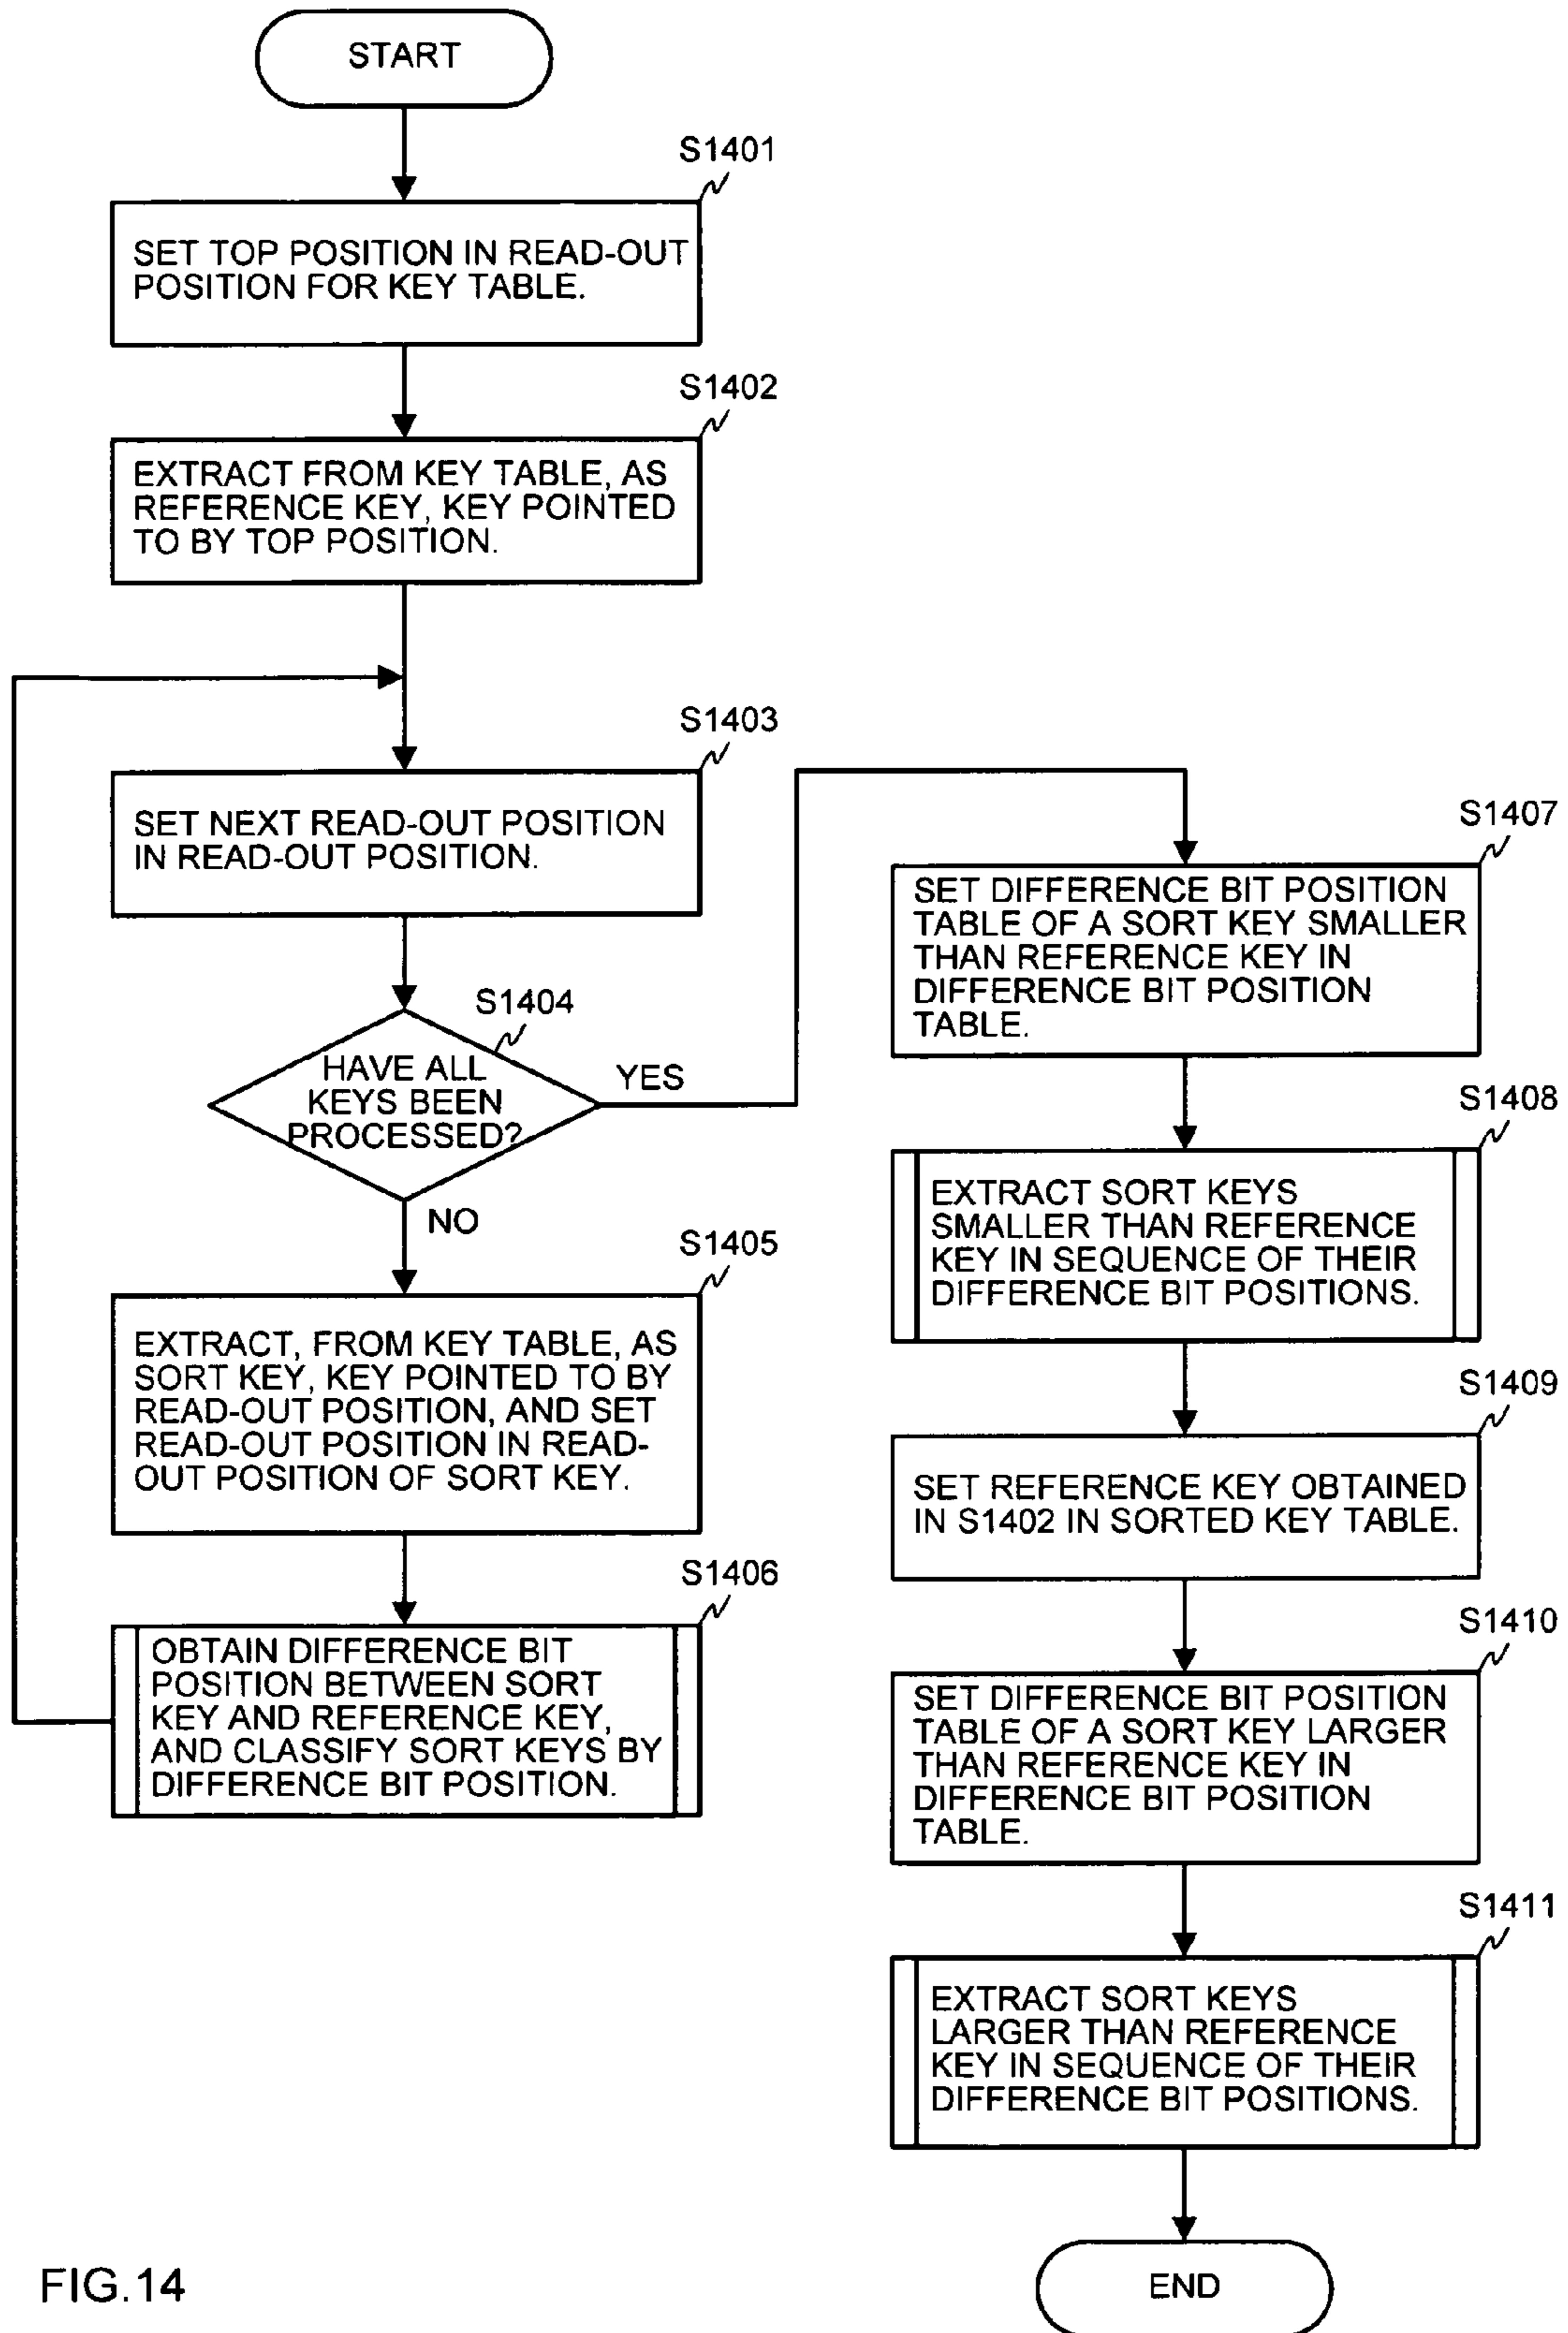 START
S1401
SET TOP POSITION IN READ-OUT
POSITION FOR KEY TABLE.
S1402
EXTRACT FROM KEY TABLE, AS
REFERENCE KEY, KEY POINTED
TO BY TOP POSITION.
S1403
SET NEXT READ-OUT POSITION
IN READ-OUT POSITION.
S1404
HAVE ALL
KEYS BEEN
PROCESSED?
YES
NO
S1405
EXTRACT, FROM KEY TABLE, AS
SORT KEY, KEY POINTED TO BY
READ-OUT POSITION, AND SET
READ-OUT POSITION IN READ-
OUT POSITION OF SORT KEY.
S1406
OBTAIN DIFFERENCE BIT
POSITION BETWEEN SORT
KEY AND REFERENCE KEY,
AND CLASSIFY SORT KEYS BY
DIFFERENCE BIT POSITION.
S1407
SET DIFFERENCE BIT POSITION
TABLE OF A SORT KEY SMALLER
THAN REFERENCE KEY IN
DIFFERENCE BIT POSITION
TABLE.
S1408
EXTRACT SORT KEYS
SMALLER THAN REFERENCE
KEY IN SEQUENCE OF THEIR
DIFFERENCE BIT POSITIONS.
S1409
SET REFERENCE KEY OBTAINED
IN S1402 IN SORTED KEY TABLE.
S1410
SET DIFFERENCE BIT POSITION
TABLE OF A SORT KEY LARGER
THAN REFERENCE KEY IN
DIFFERENCE BIT POSITION
TABLE.
S1411
EXTRACT SORT KEYS
LARGER THAN REFERENCE
KEY IN SEQUENCE OF THEIR
DIFFERENCE BIT POSITIONS.
END
FIG.14